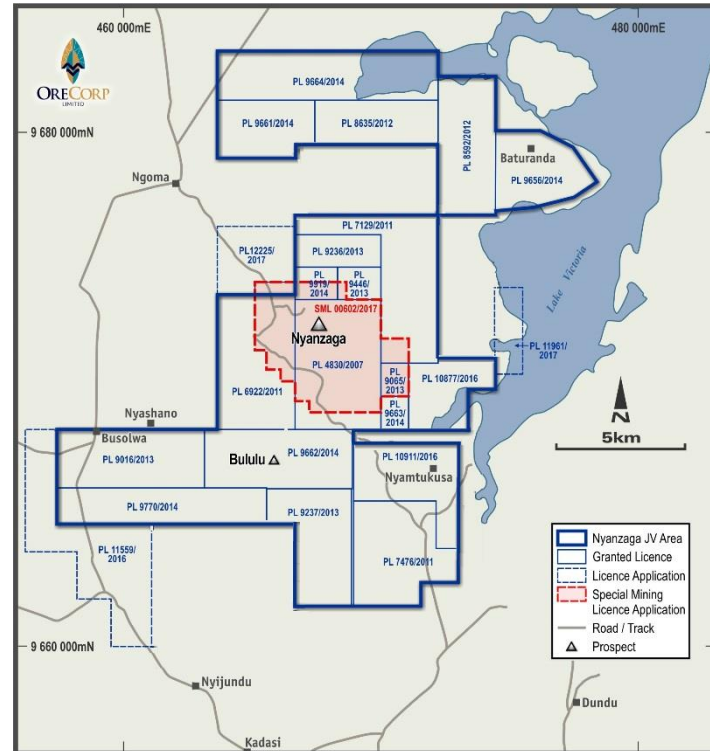 460 000mE
480 000mE
ORECORP
LIMITED
PL 9664/2014
PL 9661/2014
PL 8635/2012
PL 8592/2012
9 680 000mN
Baturanda
PL 9656/2014
Ngoma
PL 7129/2011
PL12225/
2017
PL 9236/2013
PL
9919/
2014
PL
9446/
2013
Lake Victoria
SML 00602/2017
Nyanzaga
PL 11961/
2017
PL 4830/2007
PL 6922/2011
PL
9065/
2013
PL 10877/2016
PL
9663/
2014
N
5km
Nyashano
Busolwa
PL 9016/2013
Bululu
PL 9662/2014
PL 10911/2016
Nyamtukusa
PL 9770/2014
PL 9237/2013
PL 11559/
2016
PL 7476/2011
Nyanzaga JV Area
Granted Licence
Licence Application
Special Mining
Licence Application
Road / Track
Prospect
9 660 000mN
Nyijundu
Dundu
Kadasi